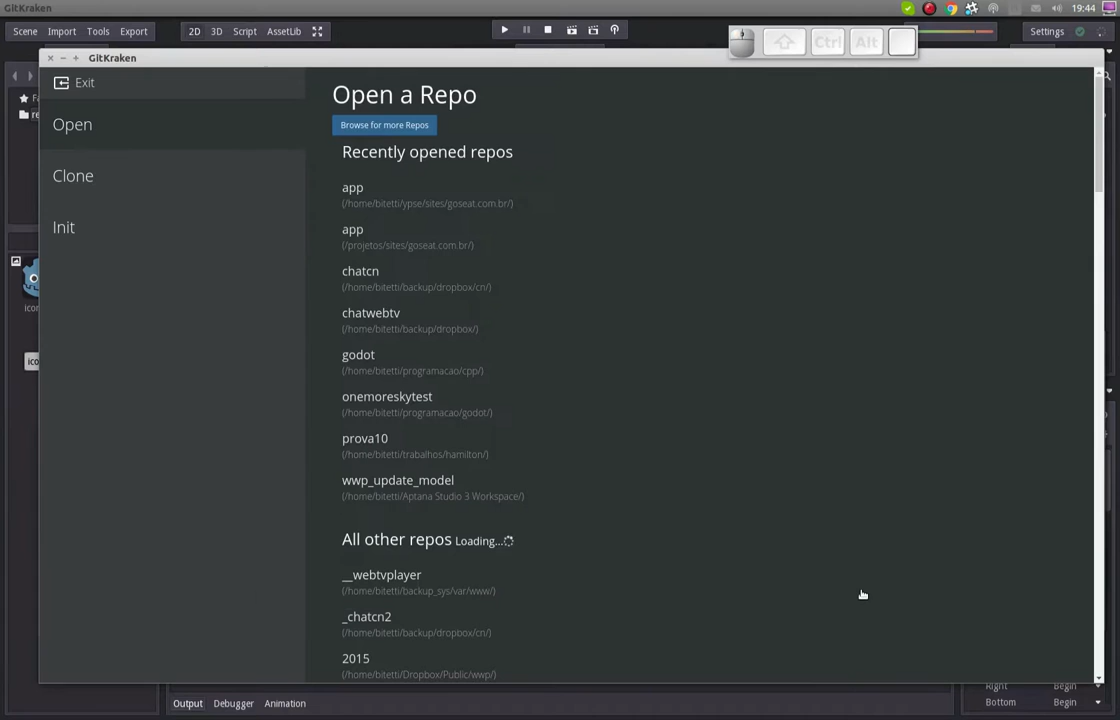 GitKraken
19:44
Scene Import Tools Export
2D 3D Script AssetLib
Settings
Ctrl Alt
GitKraken
Exit
Open
Clone
Init
Open a Repo
Browse for more Repos
Recently opened repos
app
(/home/bitetti/ypse/sites/goseat.com.br/)
app
(/projetos/sites/goseat.com.br/)
chatcn
(/home/bitetti/backup/dropbox/cn/)
chatwebtv
(/home/bitetti/backup/dropbox/)
godot
(/home/bitetti/programacao/cpp/)
onemoreskytest
(/home/bitetti/programacao/godot/)
prova10
(/home/bitetti/trabalhos/hamilton/)
wwp_update_model
(/home/bitetti/Aptana Studio 3 Workspace/)
All other repos Loading...
__webtvplayer
(/home/bitetti/backup_sys/var/www/)
_chatcn2
(/home/bitetti/backup/dropbox/cn/)
2015
(/home/bitetti/Dropbox/Public/wwp/)
Right Begin
Bottom Begin
Output Debugger Animation